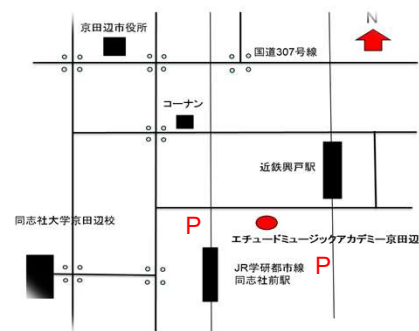 京田辺市役所
N
国道307号線
コーナン
近鉄興戸駅
同志社大学京田辺校
P
エチュードミュージックアカデミー京田辺
JR学研都市線
同志社前駅
P